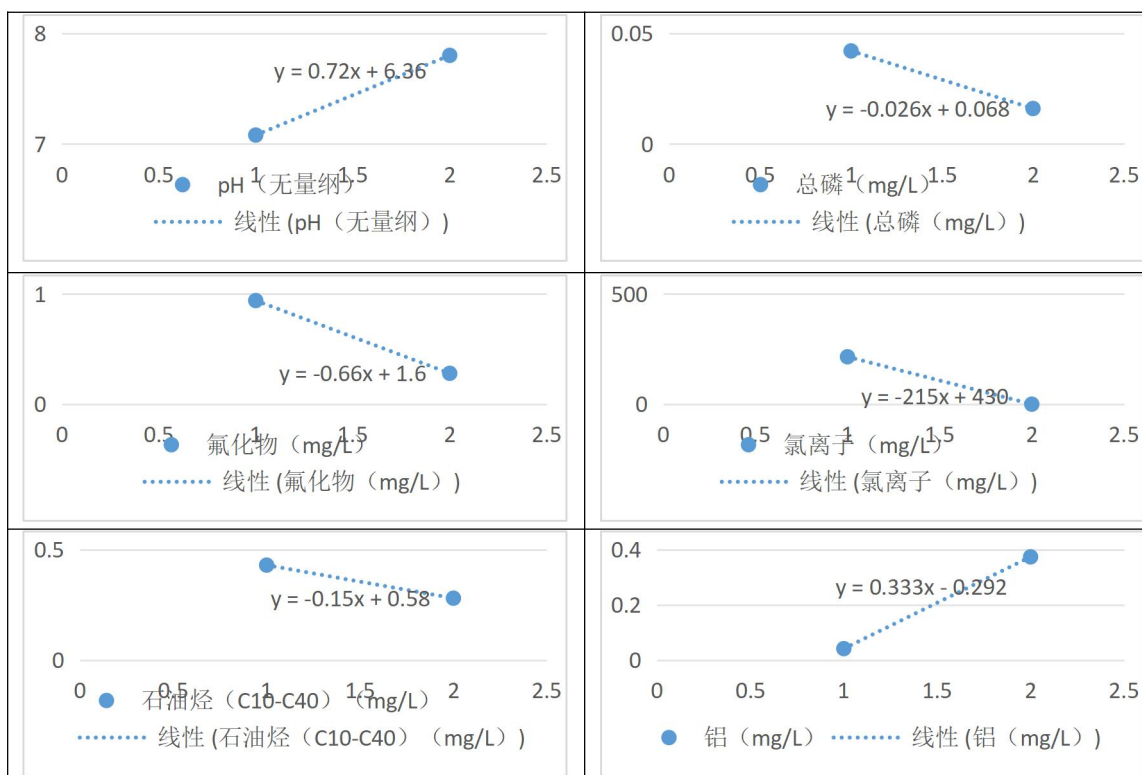 8
y = 0.72x + 6.36
7
0 0.5 1 1.5 2 2.5
pH（无量纲）
线性 (pH（无量纲）)
0.05
y = -0.026x + 0.068
0
0 0.5 1 1.5 2 2.5
总磷（mg/L）
线性 (总磷（mg/L）)
1
y = -0.66x + 1.6
0
0 0.5 1 1.5 2 2.5
氟化物（mg/L）
线性 (氟化物（mg/L）)
500
y = -215x + 430
0
0 0.5 1 1.5 2 2.5
氯离子（mg/L）
线性 (氯离子（mg/L）)
0.5
y = -0.15x + 0.58
0
0 0.5 1 1.5 2 2.5
石油烃（C10-C40）（mg/L）
线性 (石油烃（C10-C40）（mg/L）)
0.4
y = 0.333x - 0.292
0.2
0
0 0.5 1 1.5 2 2.5
铝（mg/L） 线性 (铝（mg/L）)